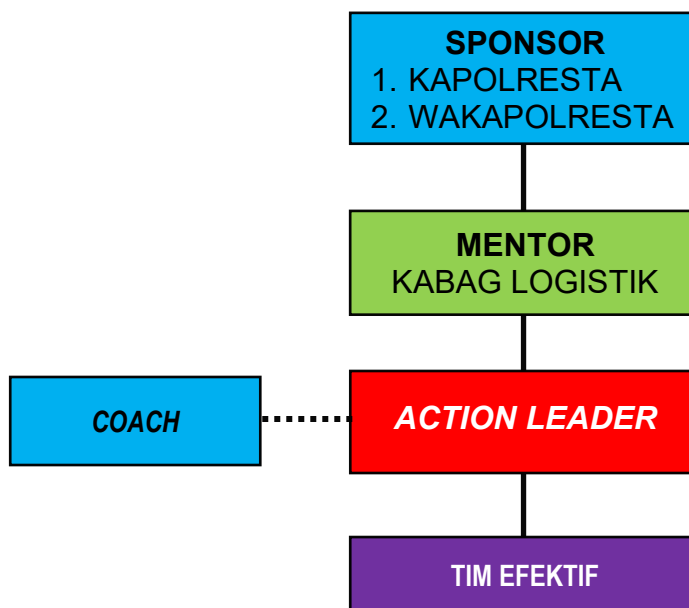 SPONSOR
1. KAPOLRESTA
2. WAKAPOLRESTA
MENTOR
KABAG LOGISTIK
COACH
ACTION LEADER
TIM EFEKTIF